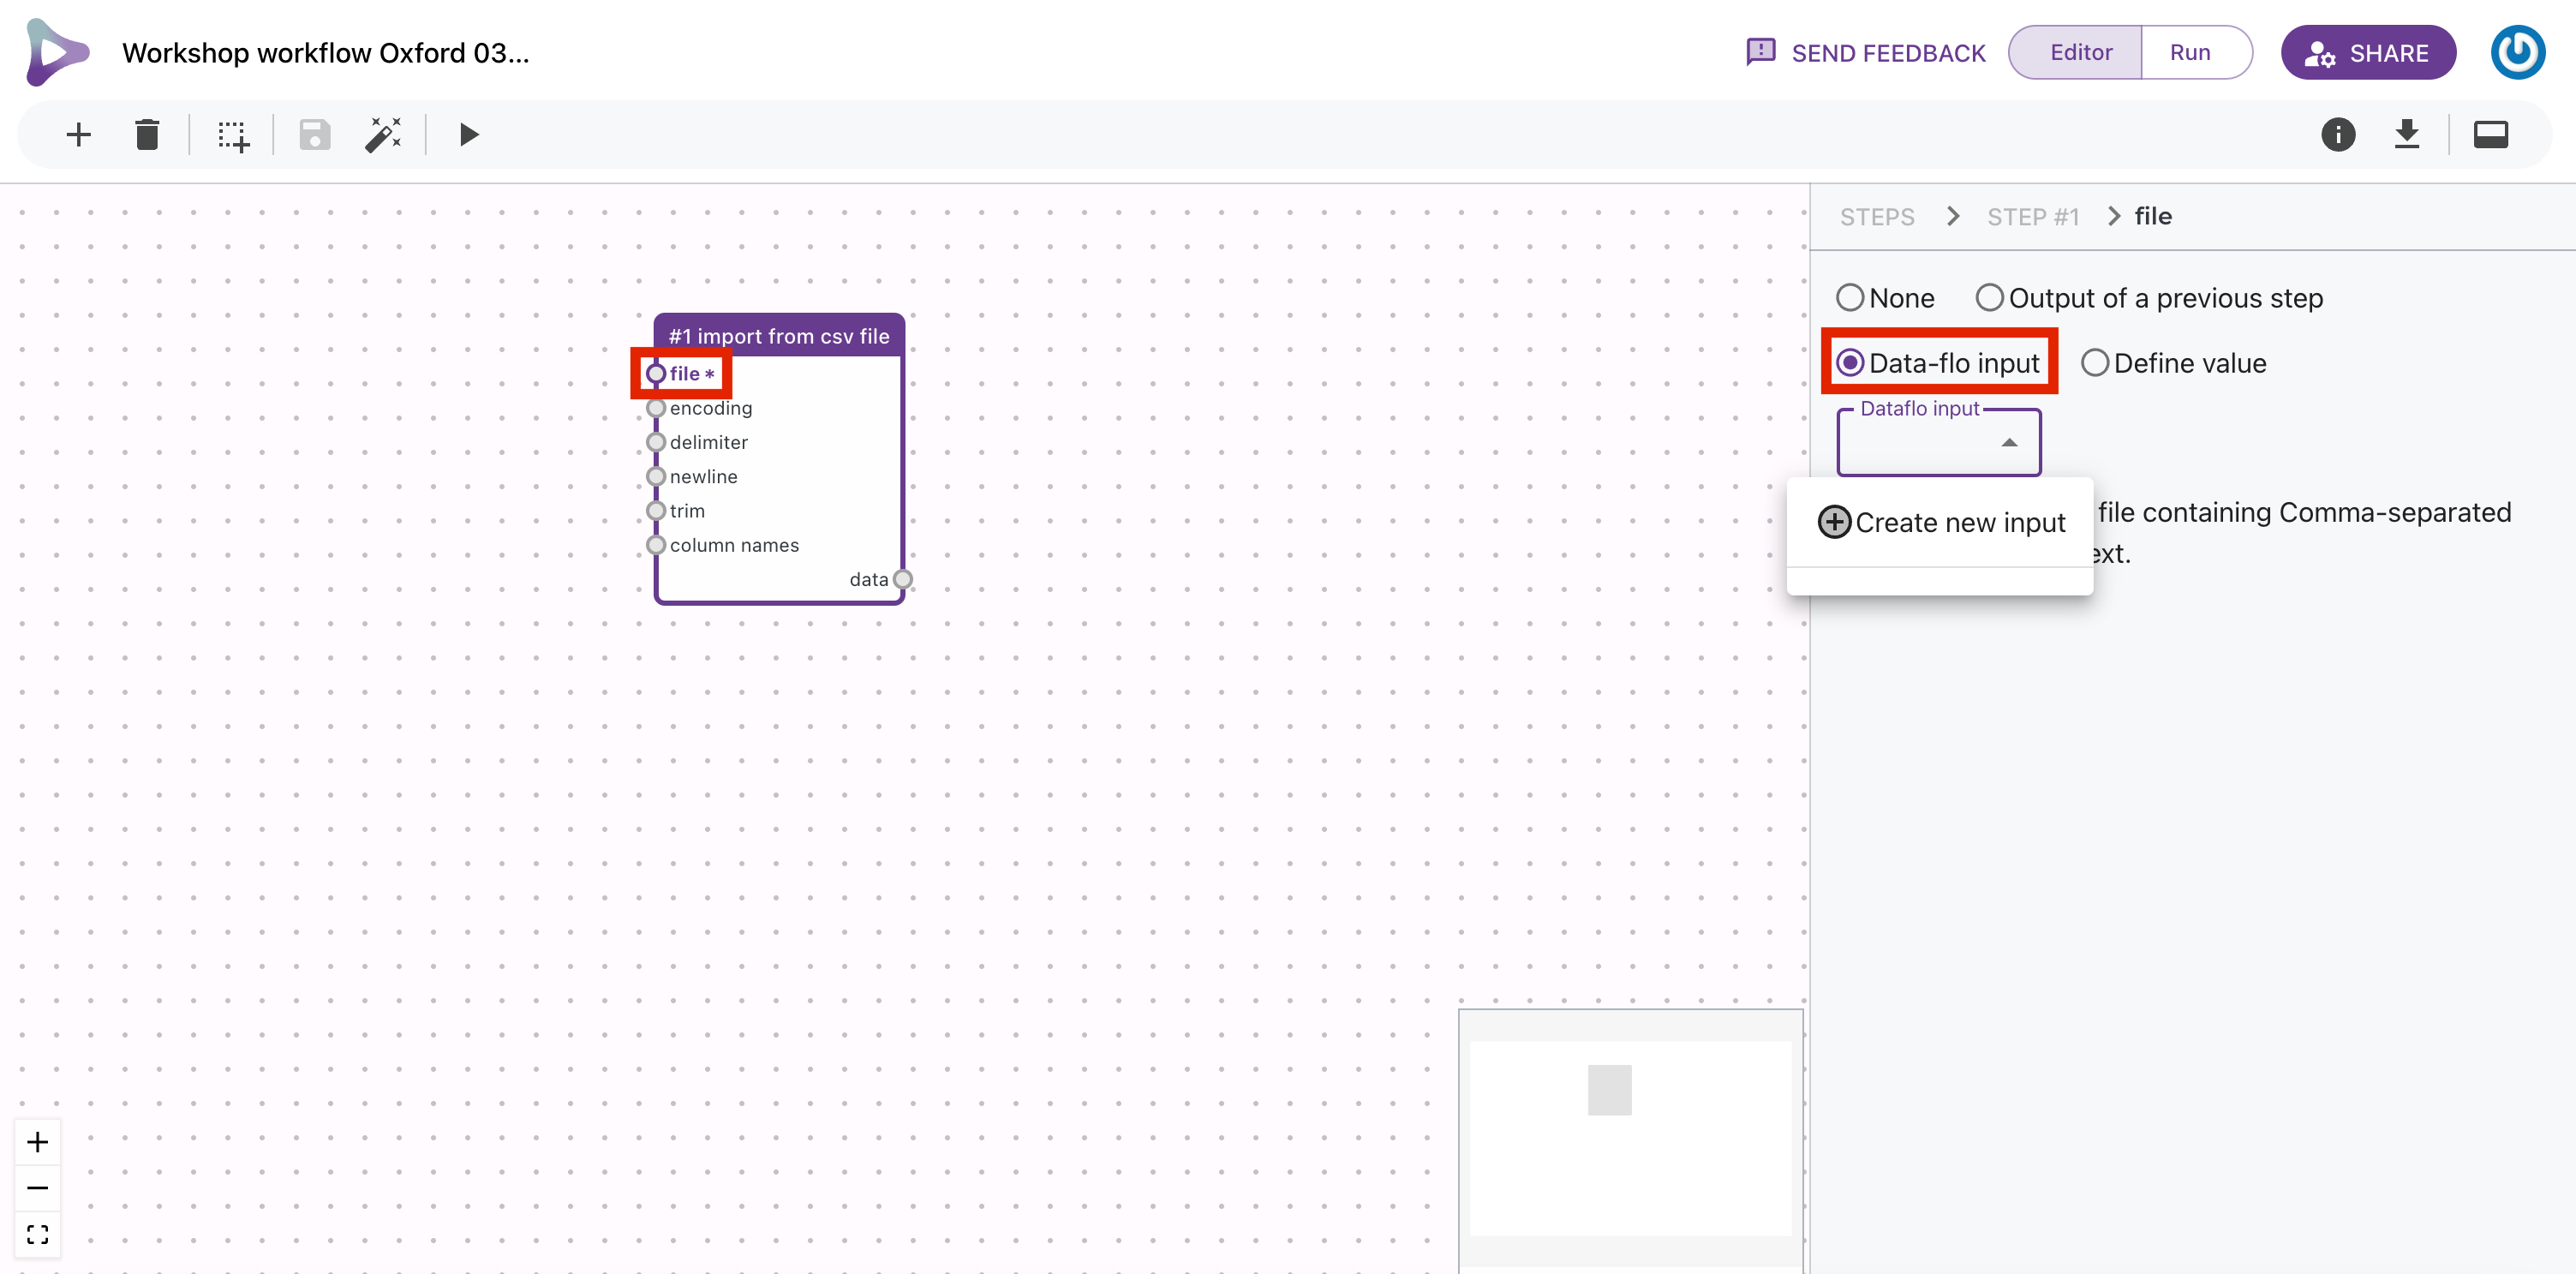 Workshop workflow Oxford 03...
SEND FEEDBACK
Editor
Run
SHARE
STEPS > STEP #1 > file
None
Output of a previous step
Data-flo input
Define value
Dataflo input
Create new input
file containing Comma-separated
ext.
#1 import from csv file
file *
encoding
delimiter
newline
trim
column names
data